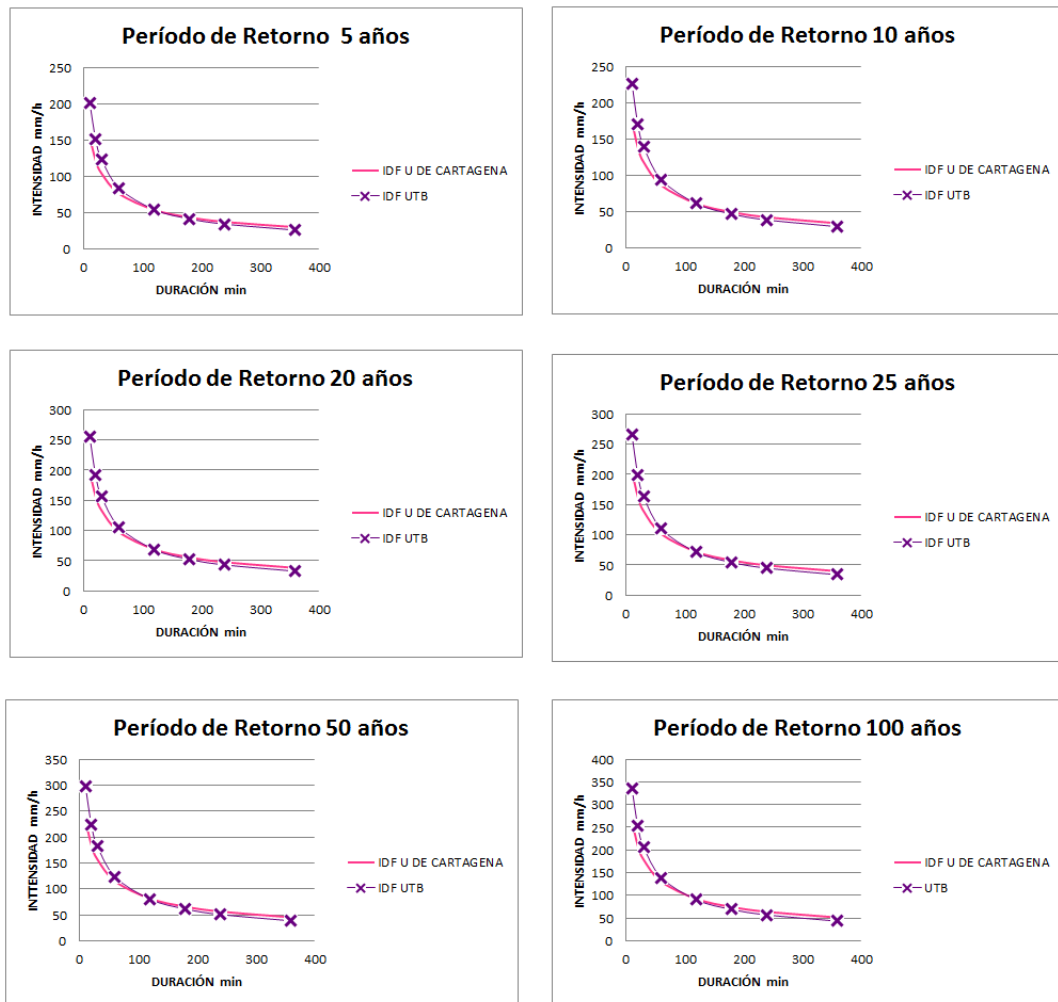 Período de Retorno 5 años
INTENSIDAD mm/h
250
200
150
100
50
0
0 100 200 300 400
DURACIÓN min
IDF U DE CARTAGENA
IDF UTB
Período de Retorno 10 años
INTENSIDAD mm/h
250
200
150
100
50
0
0 100 200 300 400
DURACIÓN min
IDF U DE CARTAGENA
IDF UTB
Período de Retorno 20 años
INTENSIDAD mm/h
300
250
200
150
100
50
0
0 100 200 300 400
DURACIÓN min
IDF U DE CARTAGENA
IDF UTB
Período de Retorno 25 años
INTENSIDAD mm/h
300
250
200
150
100
50
0
0 100 200 300 400
DURACIÓN min
IDF U DE CARTAGENA
IDF UTB
Período de Retorno 50 años
INTTENSIDAD mm/h
350
300
250
200
150
100
50
0
0 100 200 300 400
DURACIÓN min
IDF U DE CARTAGENA
IDF UTB
Período de Retorno 100 años
INTENSIDAD mm/h
400
350
300
250
200
150
100
50
0
0 100 200 300 400
DURACIÓN min
IDF U DE CARTAGENA
UTB